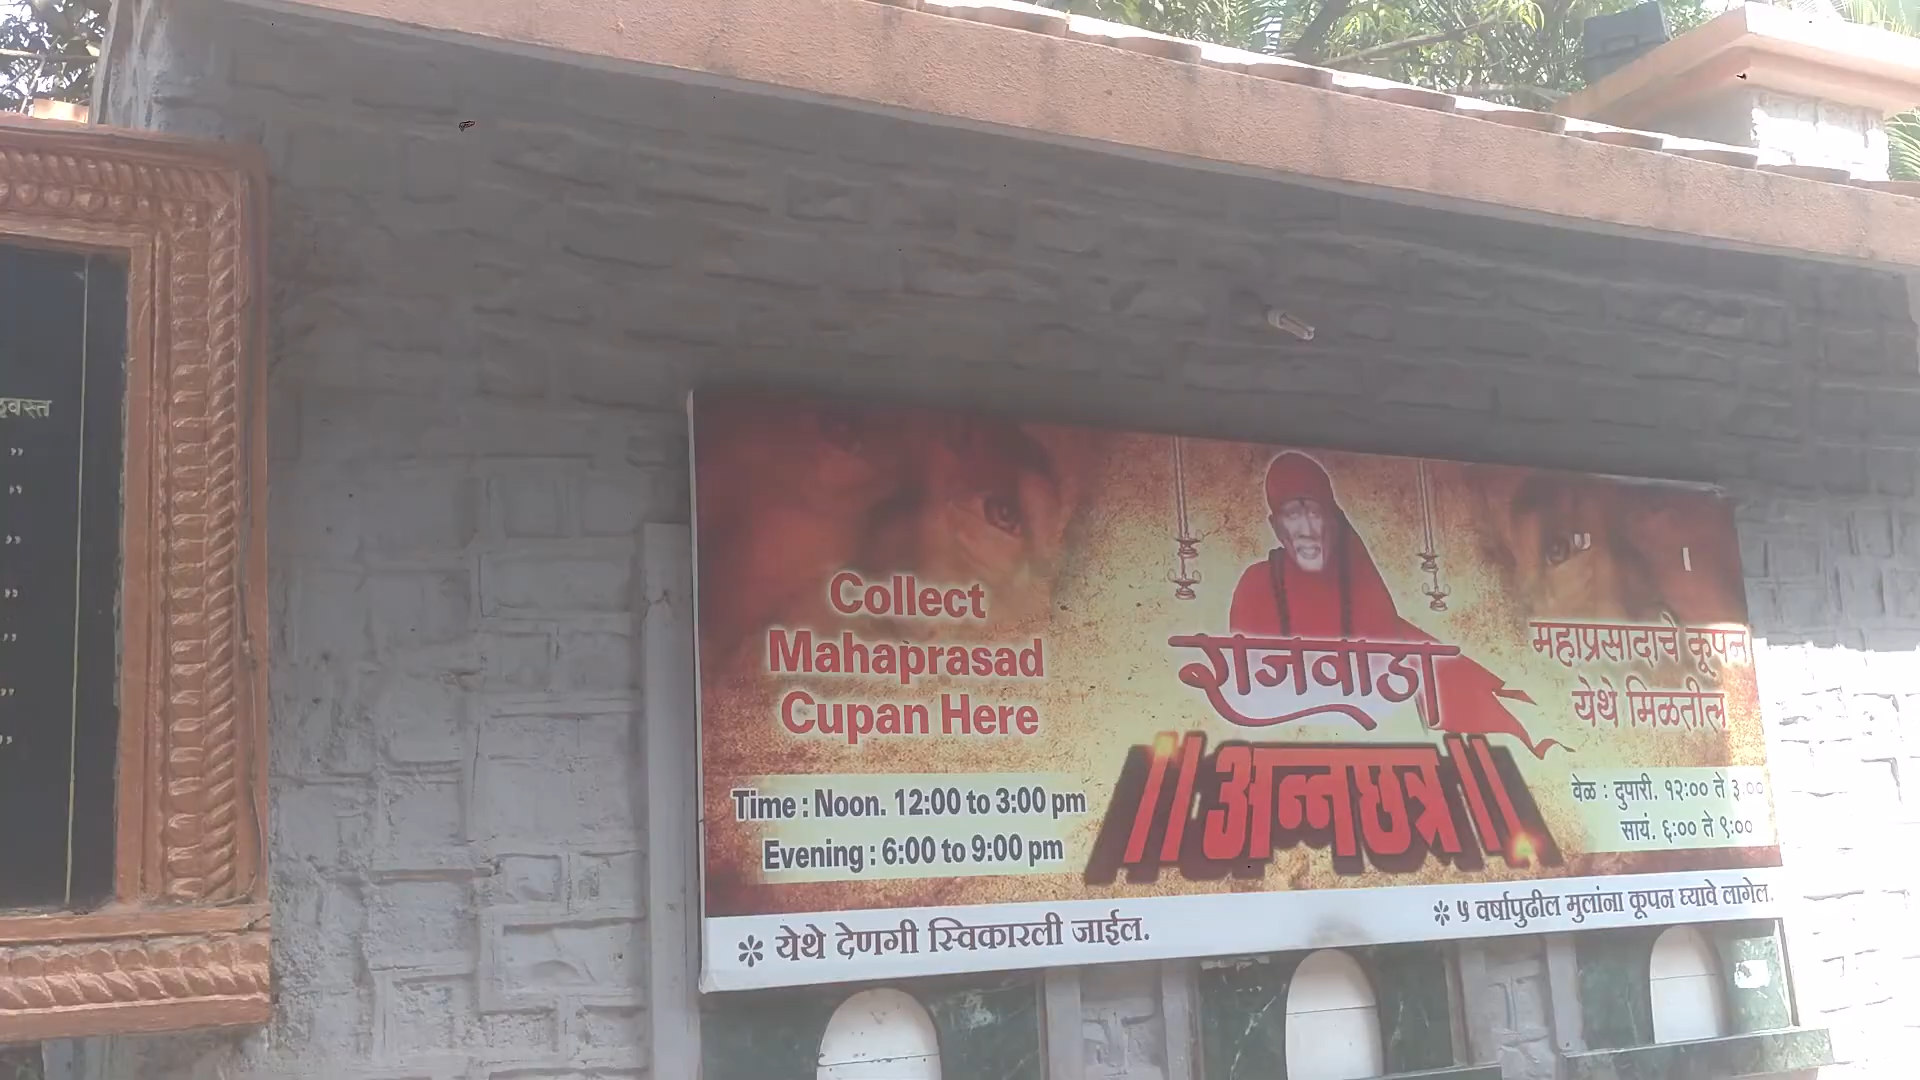 Collect
Mahaprasad
Cupan Here
Time : Noon. 12:00 to 3:00 pm
Evening : 6:00 to 9:00 pm
राजवाडा
॥ अन्नछत्र ॥
महाप्रसादाचे कूपन
येथे मिळतील
वेळ : दुपारी. १२:०० ते ३:००
सायं. ६:०० ते ९:००
* येथे देणगी स्विकारली जाईल.
* ५ वर्षापुढील मुलांना कूपन घ्यावे लागेल.